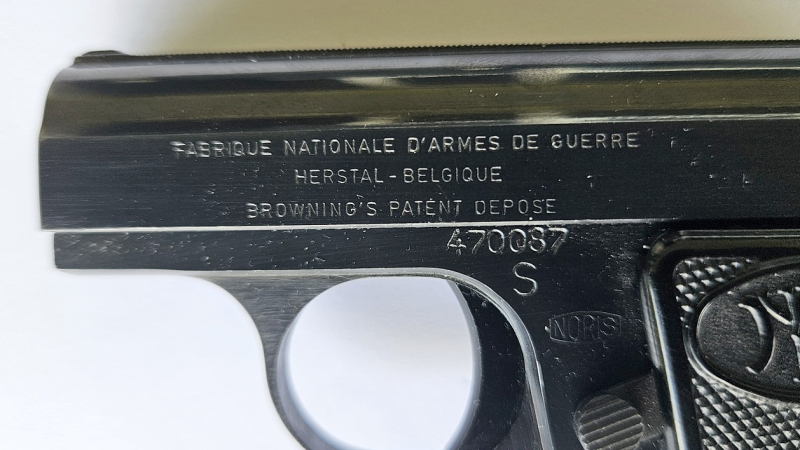 FABRIQUE NATIONALE D'ARMES DE GUERRE
HERSTAL-BELGIQUE
BROWNING'S PATENT DEPOSE
470087
S
NORIS